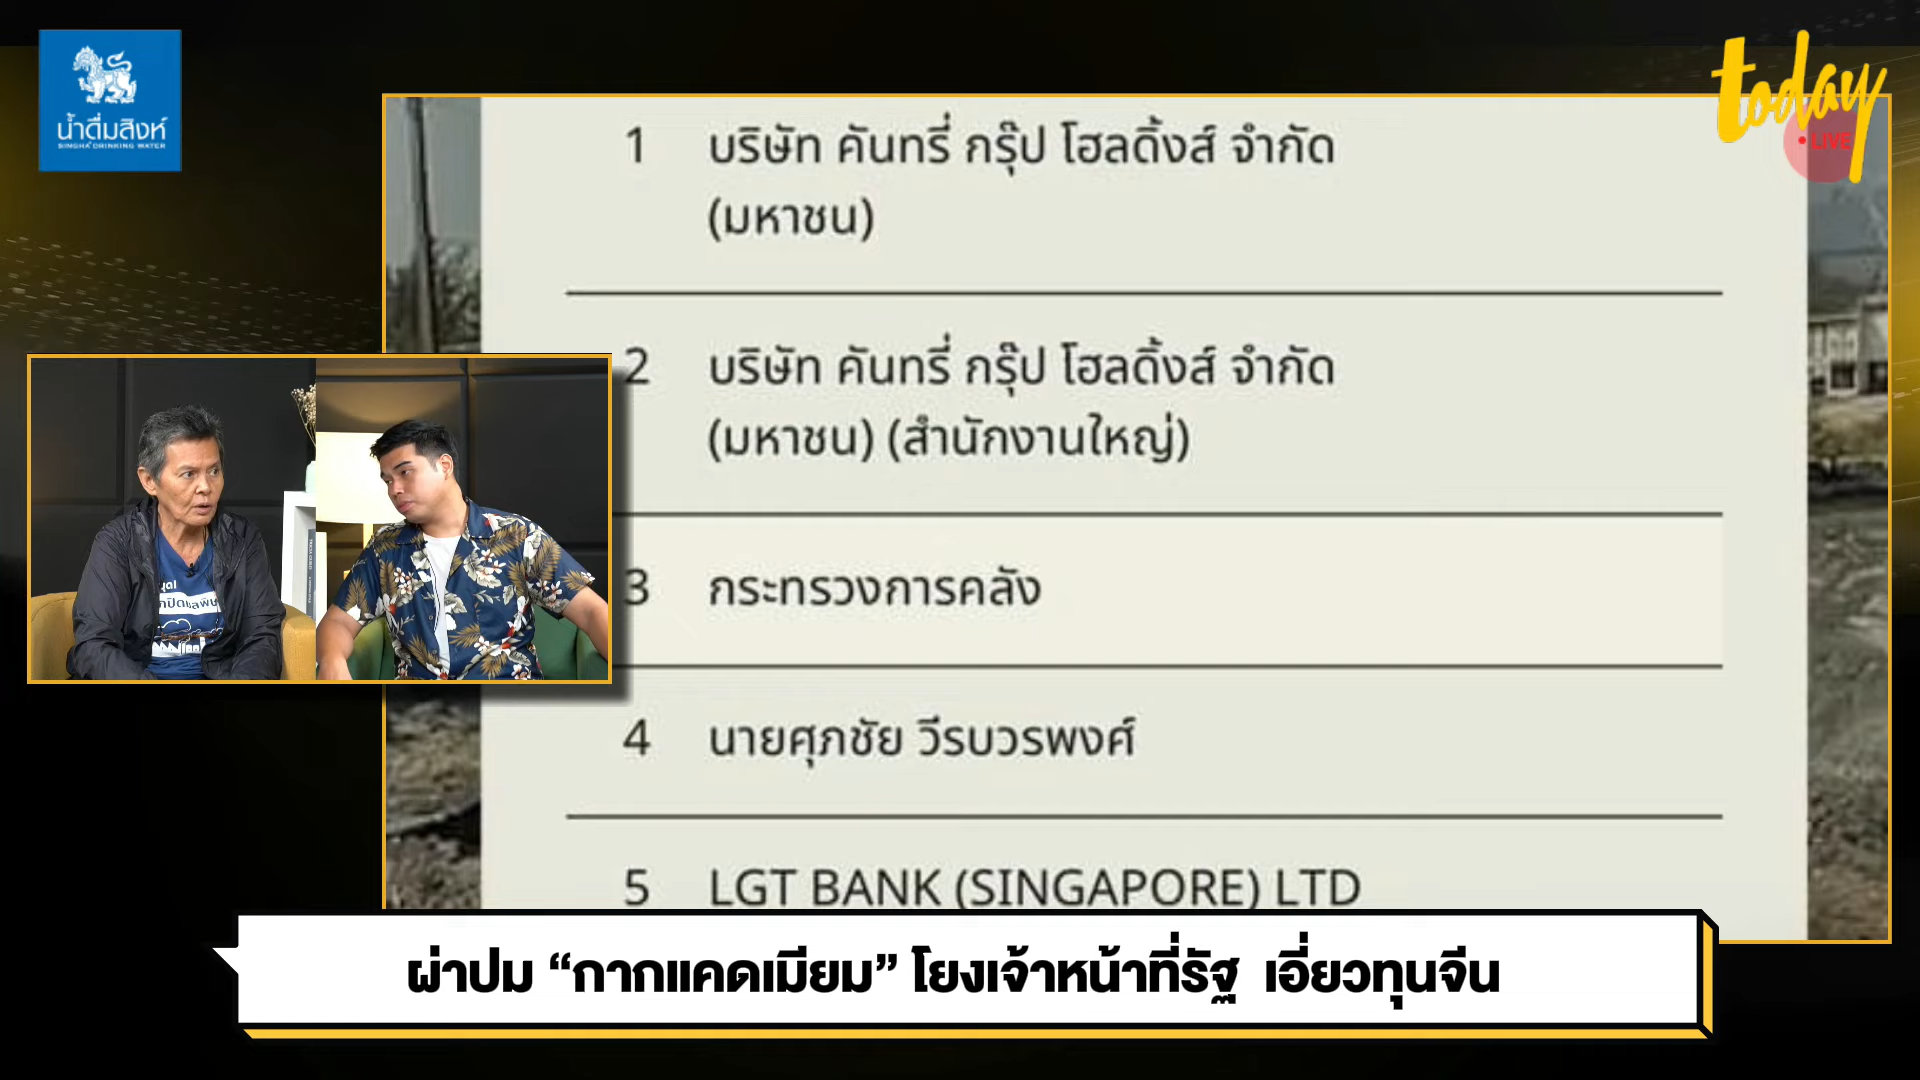 น้ำดื่มสิงห์
SINGHA DRINKING WATER
today
LIVE
1 บริษัท คันทรี่ กรุ๊ป โฮลดิ้งส์ จำกัด
(มหาชน)
2 บริษัท คันทรี่ กรุ๊ป โฮลดิ้งส์ จำกัด
(มหาชน) (สำนักงานใหญ่)
3 กระทรวงการคลัง
4 นายศุภชัย วีรบวรพงศ์
5 LGT BANK (SINGAPORE) LTD
ผ่าปม “กากแคดเมียม” โยงเจ้าหน้าที่รัฐ เอี่ยวทุนจีน